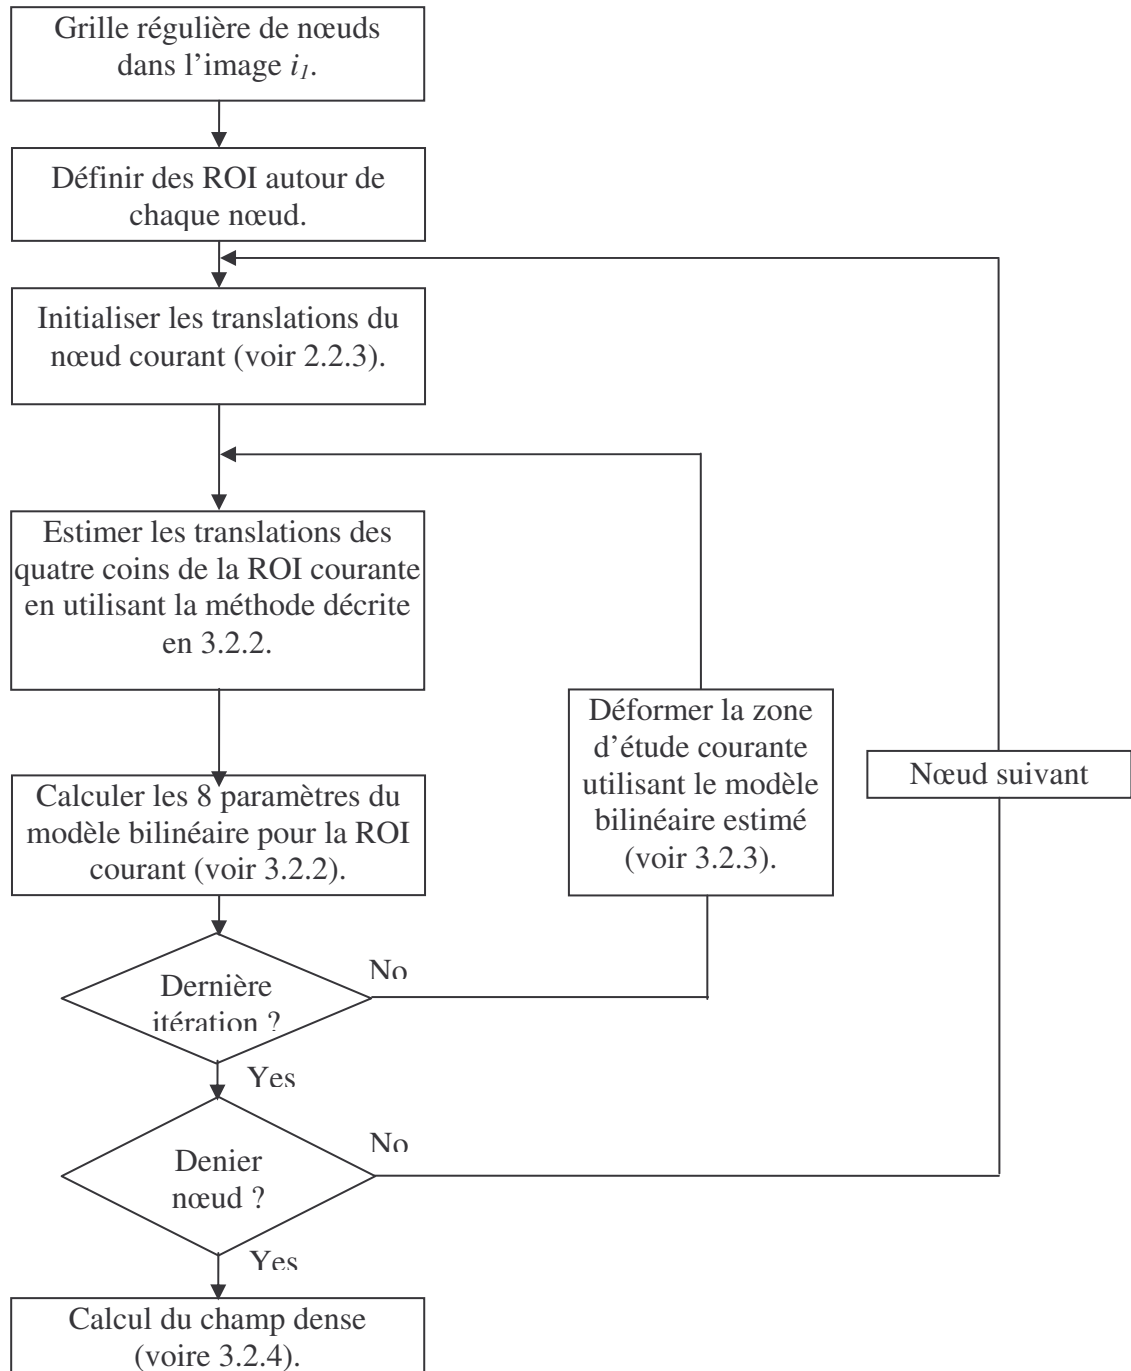 Grille régulière de nœuds
dans l'image i1.
Définir des ROI autour de
chaque nœud.
Initialiser les translations du
nœud courant (voir 2.2.3).
Estimer les translations des
quatre coins de la ROI courante
en utilisant la méthode décrite
en 3.2.2.
Déformer la zone
d'étude courante
utilisant le modèle
bilinéaire estimé
(voir 3.2.3).
Nœud suivant
Calculer les 8 paramètres du
modèle bilinéaire pour la ROI
courant (voir 3.2.2).
No
Dernière
itération ?
Yes
No
Denier
nœud ?
Yes
Calcul du champ dense
(voire 3.2.4).